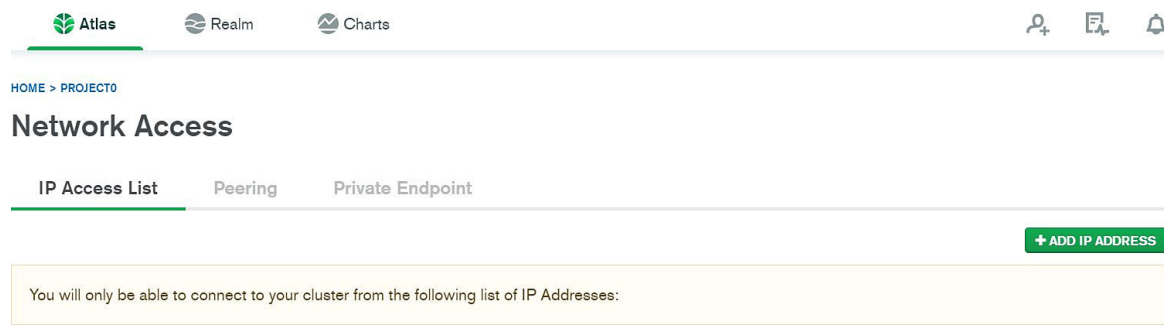 Atlas Realm Charts
HOME > PROJECT0
Network Access
IP Access List Peering Private Endpoint
+ ADD IP ADDRESS
You will only be able to connect to your cluster from the following list of IP Addresses: